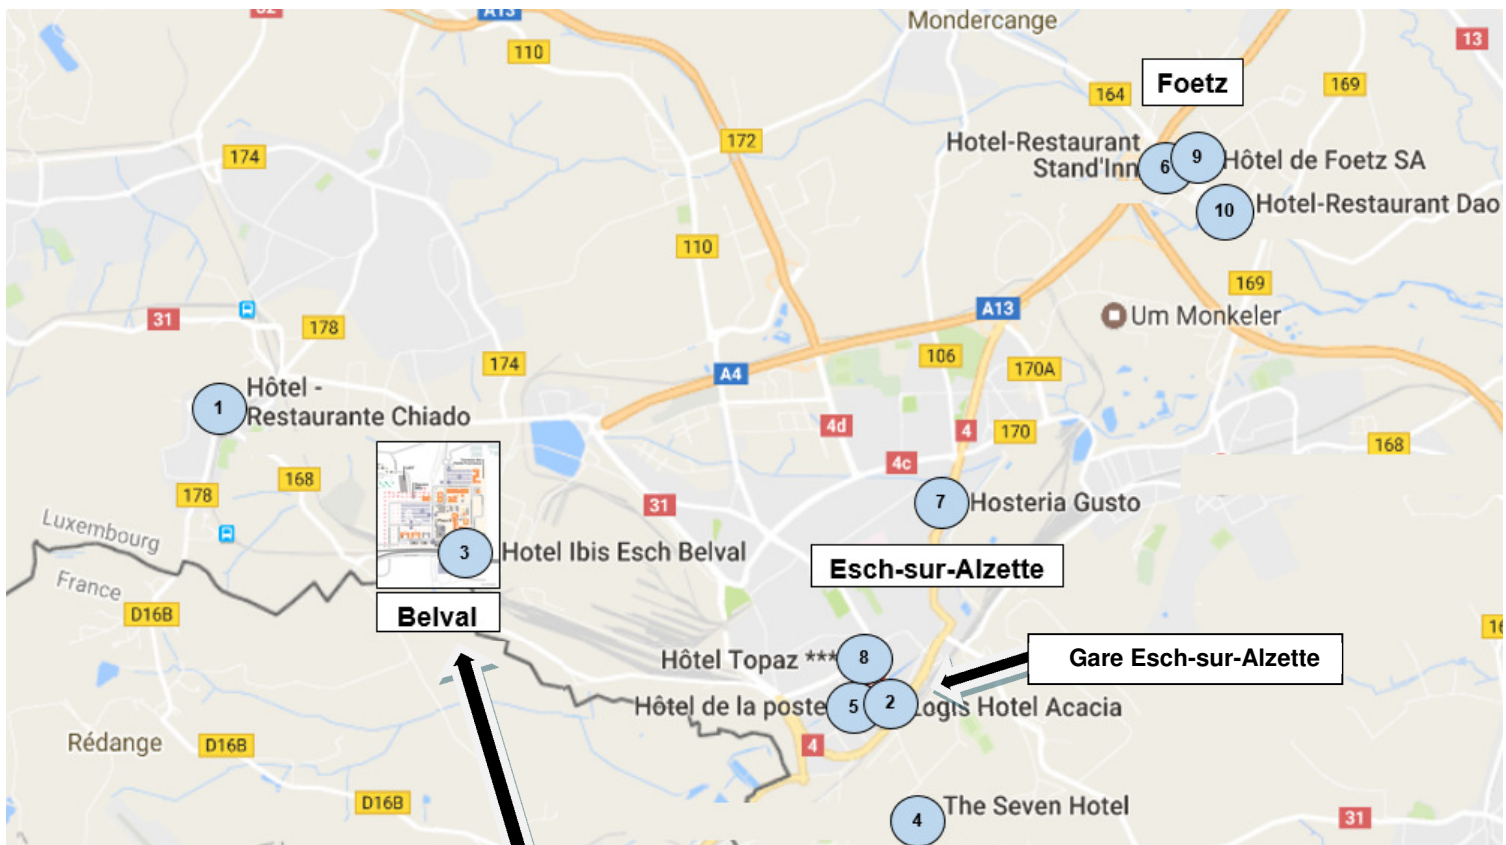 32
A13
Mondercange
13
110
Foetz
169
164
172
Hotel-Restaurant
Stand'Inn
6
9
Hôtel de Foetz SA
174
10
Hotel-Restaurant Dao
110
169
A13
31
178
Um Monkeler
106
174
170A
A4
Hôtel -
Restaurante Chiado
1
4d
4
170
168
4c
168
178
31
7
Hosteria Gusto
Luxembourg
3
Hotel Ibis Esch Belval
Esch-sur-Alzette
France
D16B
Belval
Gare Esch-sur-Alzette
Hôtel Topaz ***
8
Hôtel de la poste
5
2
Logis Hotel Acacia
Rédange
D16B
4
D16B
The Seven Hotel
4
31